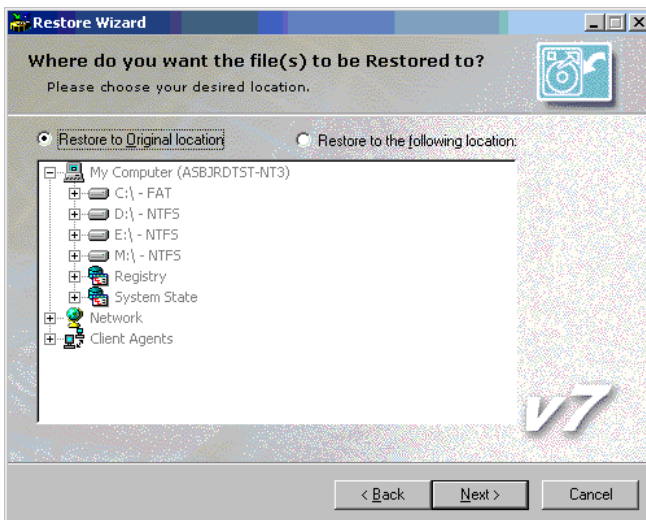 Restore Wizard
Where do you want the file(s) to be Restored to?
Please choose your desired location.
Restore to Original location
Restore to the following location:
My Computer (ASBJRDTST-NT3)
C:\ - FAT
D:\ - NTFS
E:\ - NTFS
M:\ - NTFS
Registry
System State
Network
Client Agents
v7
< Back
Next >
Cancel